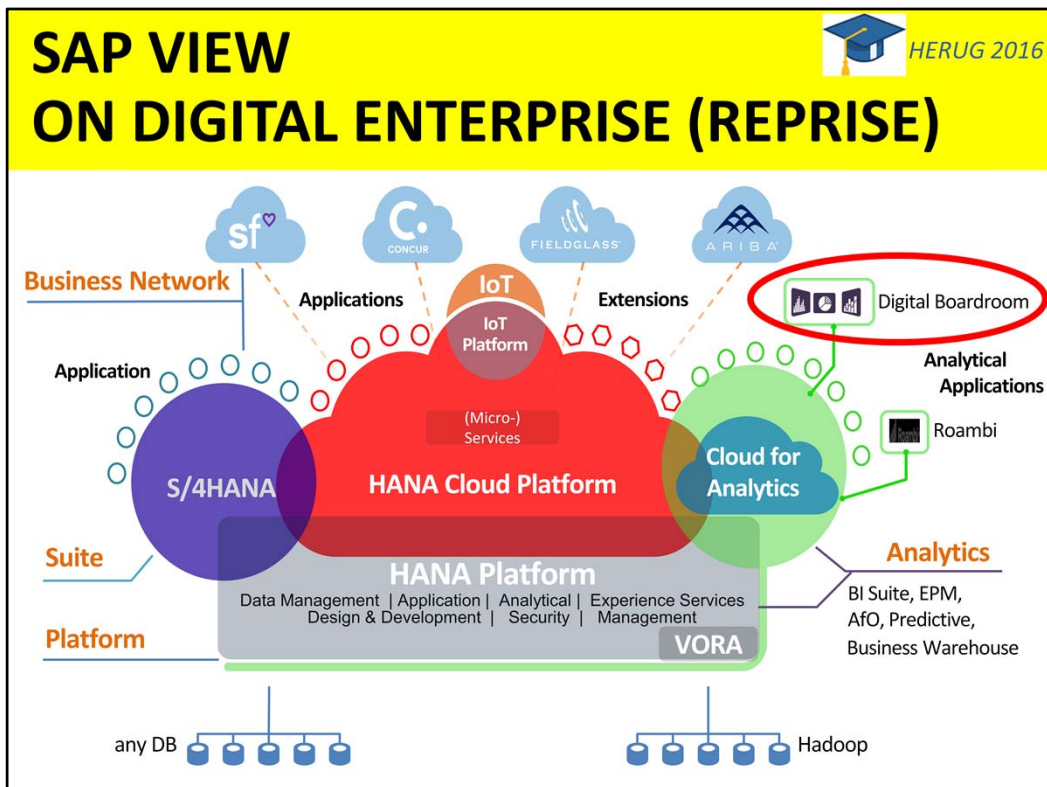 SAP VIEW
ON DIGITAL ENTERPRISE (REPRISE)
HERUG 2016
sf
C.
CONCUR
FIELDGLASS
ARIBA
Business Network
Applications
IoT
IoT
Platform
Extensions
Digital Boardroom
Application
Analytical
Applications
(Micro-)
Services
Roambi
Roambi
S/4HANA
HANA Cloud Platform
Cloud for
Analytics
Suite
HANA Platform
Analytics
Data Management | Application | Analytical | Experience Services
Design & Development | Security | Management
BI Suite, EPM,
AfO, Predictive,
Business Warehouse
Platform
VORA
any DB
Hadoop